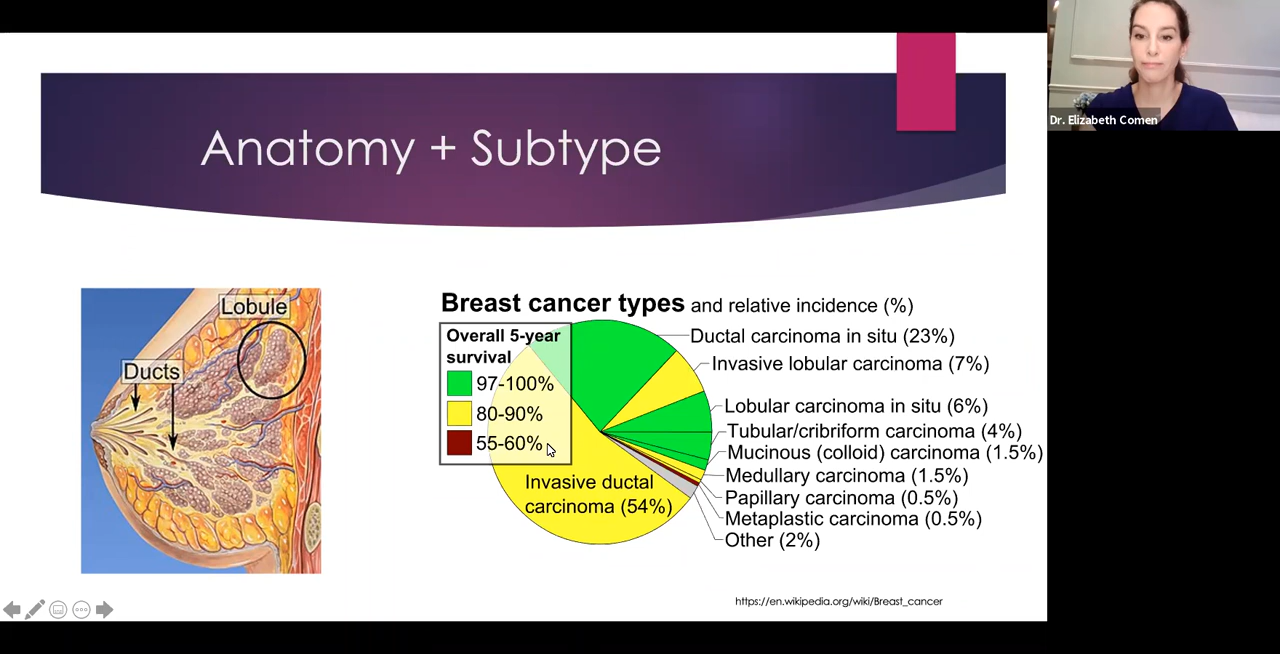 Dr. Elizabeth Comen
Anatomy + Subtype
Lobule
Ducts
Breast cancer types and relative incidence (%)
Overall 5-year
survival
97-100%
80-90%
55-60%
Ductal carcinoma in situ (23%)
Invasive lobular carcinoma (7%)
Lobular carcinoma in situ (6%)
Tubular/cribriform carcinoma (4%)
Mucinous (colloid) carcinoma (1.5%)
Medullary carcinoma (1.5%)
Papillary carcinoma (0.5%)
Metaplastic carcinoma (0.5%)
Other (2%)
Invasive ductal
carcinoma (54%)
https://en.wikipedia.org/wiki/Breast_cancer